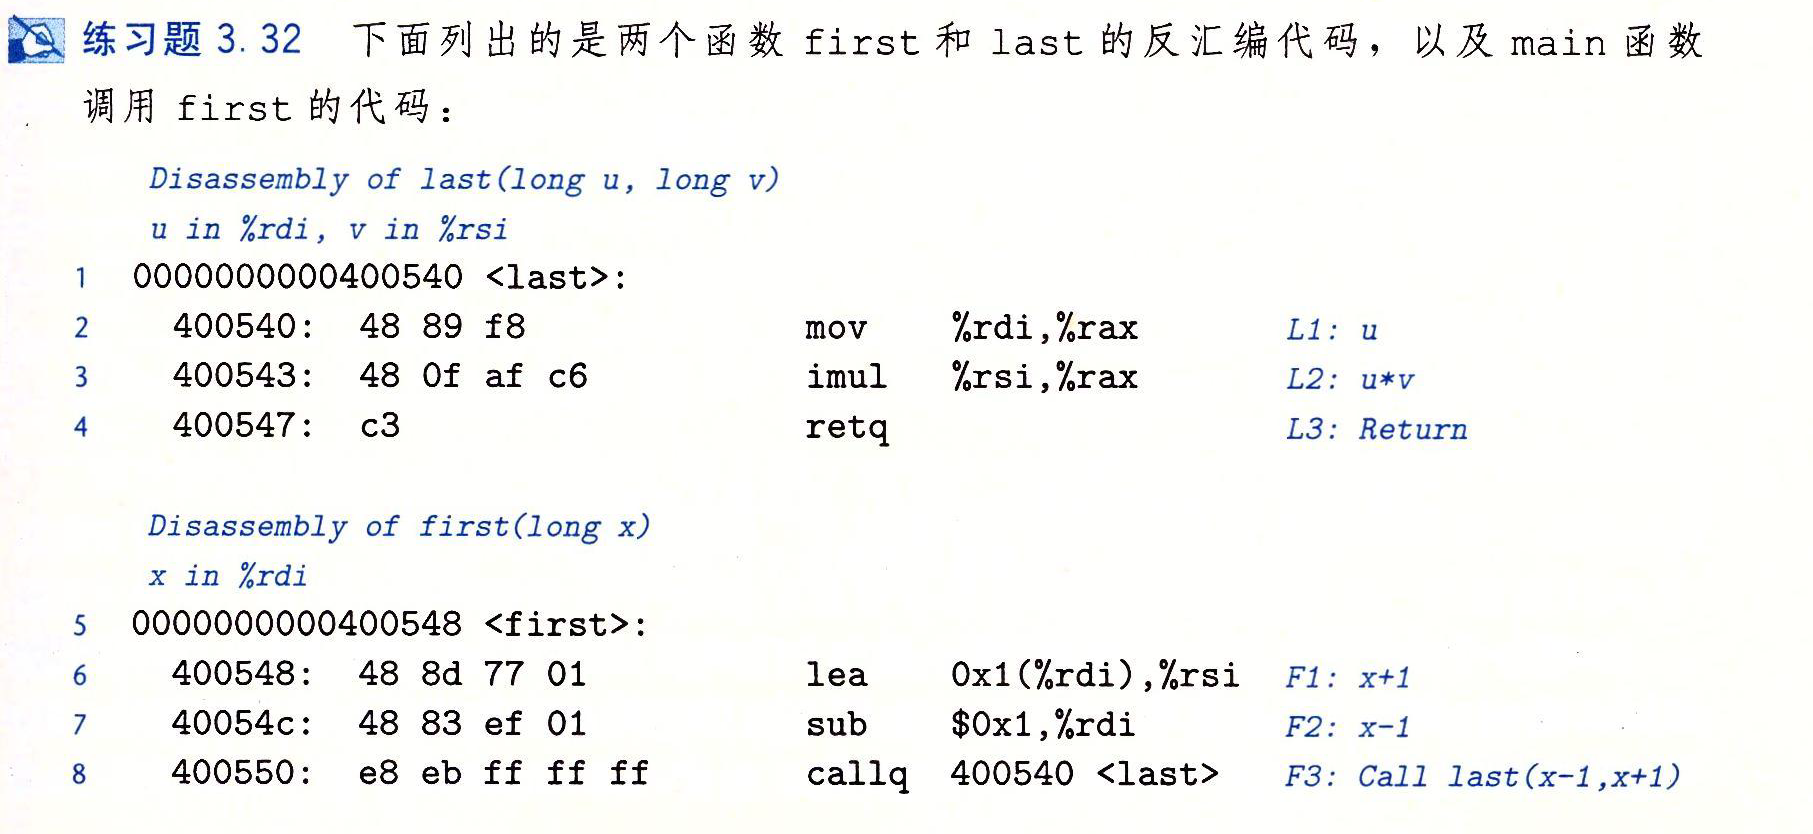 练习题 3.32 下面列出的是两个函数 first 和 last 的反汇编代码，以及 main 函数
调用 first 的代码：
Disassembly of last(long u, long v)
u in %rdi, v in %rsi
1 0000000000400540 <last>:
2 400540: 48 89 f8 mov %rdi,%rax L1: u
3 400543: 48 0f af c6 imul %rsi,%rax L2: u*v
4 400547: c3 retq L3: Return
Disassembly of first(long x)
x in %rdi
5 0000000000400548 <first>:
6 400548: 48 8d 77 01 lea 0x1(%rdi),%rsi F1: x+1
7 40054c: 48 83 ef 01 sub $0x1,%rdi F2: x-1
8 400550: e8 eb ff ff ff callq 400540 <last> F3: Call last(x-1,x+1)